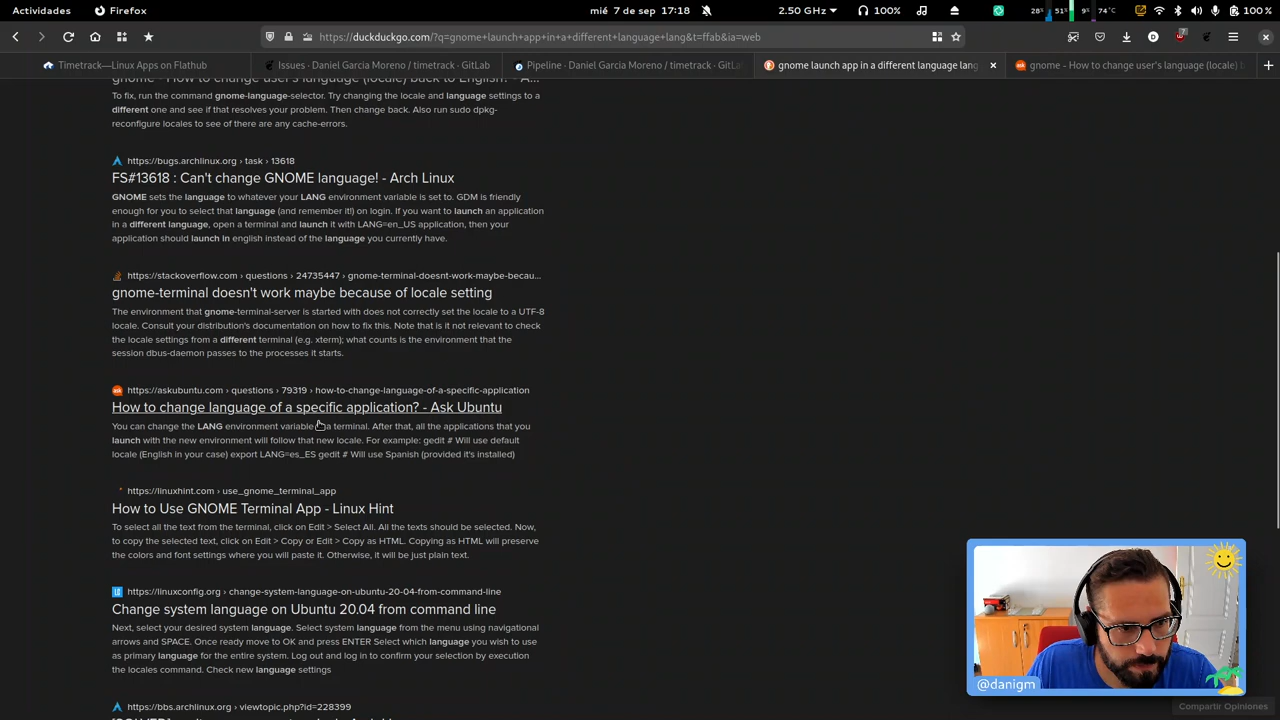 Actividades
Firefox
mié 7 de sep 17:18
2.50 GHz
100%
28%
51%
9%
74°C
100 %
https://duckduckgo.com/?q=gnome+launch+app+in+a+different+language+lang&t=ffab&ia=web
7
Timetrack—Linux Apps on Flathub
Issues · Daniel Garcia Moreno / timetrack · GitLab
Pipeline · Daniel Garcia Moreno / timetrack · GitLab
gnome launch app in a different language lang
gnome - How to change user's language (locale) b
gnome - How to change user's language (locale) back to English? - A...
To fix, run the command gnome-language-selector. Try changing the locale and language settings to a
different one and see if that resolves your problem. Then change back. Also run sudo dpkg-
reconfigure locales to see of there are any cache-errors.
https://bugs.archlinux.org › task › 13618
FS#13618 : Can't change GNOME language! - Arch Linux
GNOME sets the language to whatever your LANG environment variable is set to. GDM is friendly
enough for you to select that language (and remember it!) on login. If you want to launch an application
in a different language, open a terminal and launch it with LANG=en_US application, then your
application should launch in english instead of the language you currently have.
https://stackoverflow.com › questions › 24735447 › gnome-terminal-doesnt-work-maybe-becau...
gnome-terminal doesn't work maybe because of locale setting
The environment that gnome-terminal-server is started with does not correctly set the locale to a UTF-8
locale. Consult your distribution's documentation on how to fix this. Note that is it not relevant to check
the locale settings from a different terminal (e.g. xterm); what counts is the environment that the
session dbus-daemon passes to the processes it starts.
https://askubuntu.com › questions › 79319 › how-to-change-language-of-a-specific-application
How to change language of a specific application? - Ask Ubuntu
You can change the LANG environment variable a terminal. After that, all the applications that you
launch with the new environment will follow that new locale. For example: gedit # Will use default
locale (English in your case) export LANG=es_ES gedit # Will use Spanish (provided it's installed)
https://linuxhint.com › use_gnome_terminal_app
How to Use GNOME Terminal App - Linux Hint
To select all the text from the terminal, click on Edit > Select All. All the texts should be selected. Now,
to copy the selected text, click on Edit > Copy or Edit > Copy as HTML. Copying as HTML will preserve
the colors and font settings where you will paste it. Otherwise, it will be just plain text.
https://linuxconfig.org › change-system-language-on-ubuntu-20-04-from-command-line
Change system language on Ubuntu 20.04 from command line
Next, select your desired system language. Select system language from the menu using navigational
arrows and SPACE. Once ready move to OK and press ENTER Select which language you wish to use
as primary language for the entire system. Log out and log in to confirm your selection by execution
the locales command. Check new language settings
https://bbs.archlinux.org › viewtopic.php?id=228399
@danigm
Compartir Opiniones